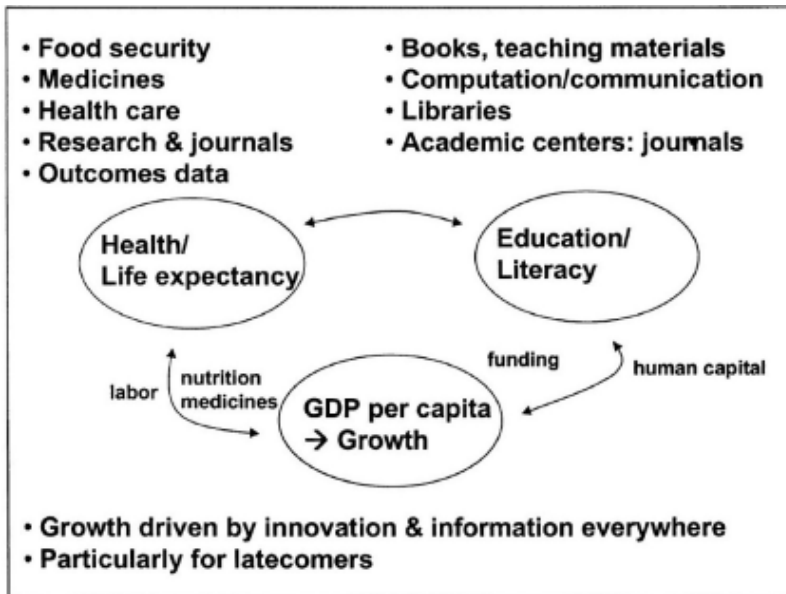 • Food security
• Medicines
• Health care
• Research & journals
• Outcomes data
• Books, teaching materials
• Computation/communication
• Libraries
• Academic centers: journals
Health/
Life expectancy
Education/
Literacy
labor
nutrition
medicines
funding
human capital
GDP per capita
→ Growth
• Growth driven by innovation & information everywhere
• Particularly for latecomers